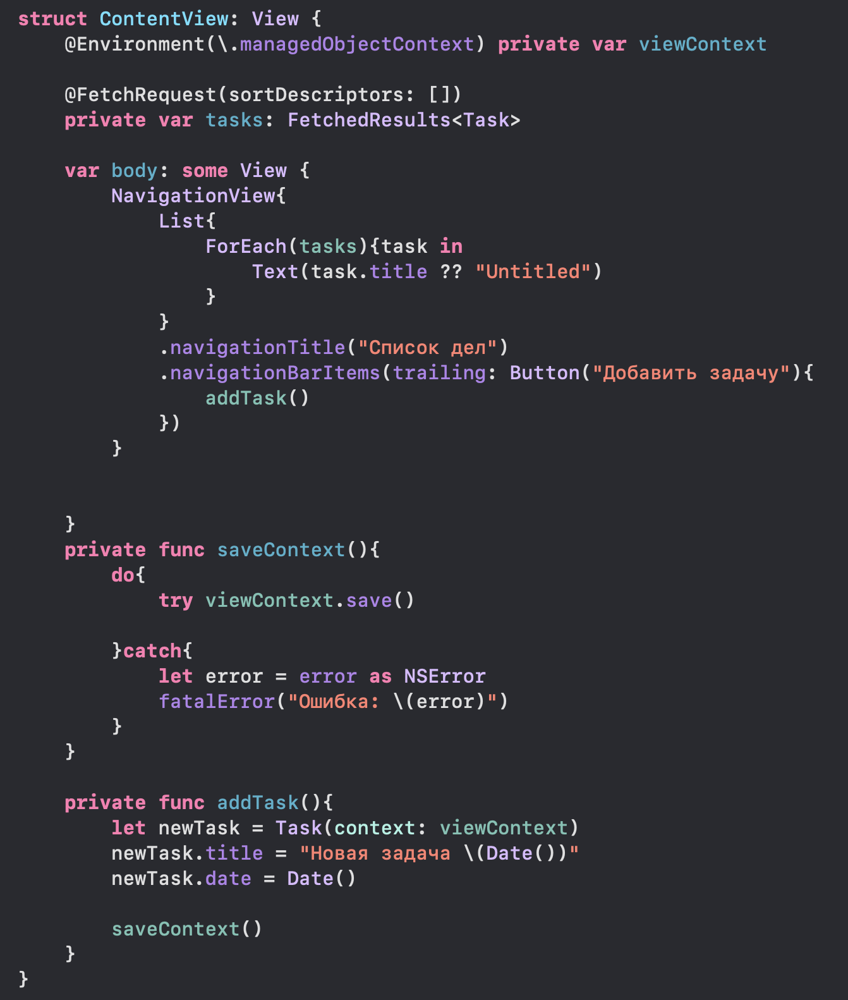 struct ContentView: View {
    @Environment(\.managedObjectContext) private var viewContext
    @FetchRequest(sortDescriptors: [])
    private var tasks: FetchedResults<Task>
    var body: some View {
        NavigationView{
            List{
                ForEach(tasks){task in
                    Text(task.title ?? "Untitled")
                }
            }
            .navigationTitle("Список дел")
            .navigationBarItems(trailing: Button("Добавить задачу"){
                addTask()
            })
        }
    }
    private func saveContext(){
        do{
            try viewContext.save()
        }catch{
            let error = error as NSError
            fatalError("Ошибка: \(error)")
        }
    }
    private func addTask(){
        let newTask = Task(context: viewContext)
        newTask.title = "Новая задача \(Date())"
        newTask.date = Date()
        saveContext()
    }
}